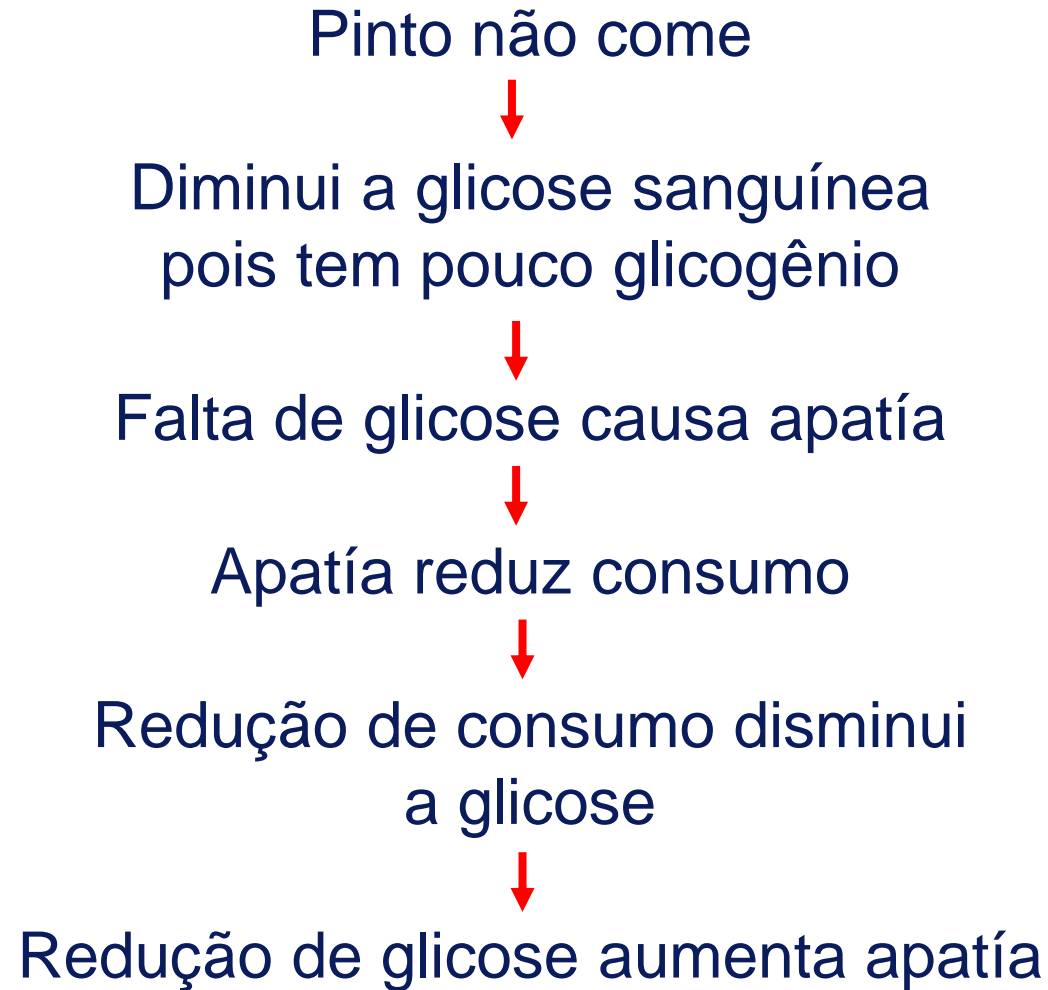 Pinto não come
Diminui a glicose sanguínea
pois tem pouco glicogênio
Falta de glicose causa apatía
Apatía reduz consumo
Redução de consumo disminui
a glicose
Redução de glicose aumenta apatía